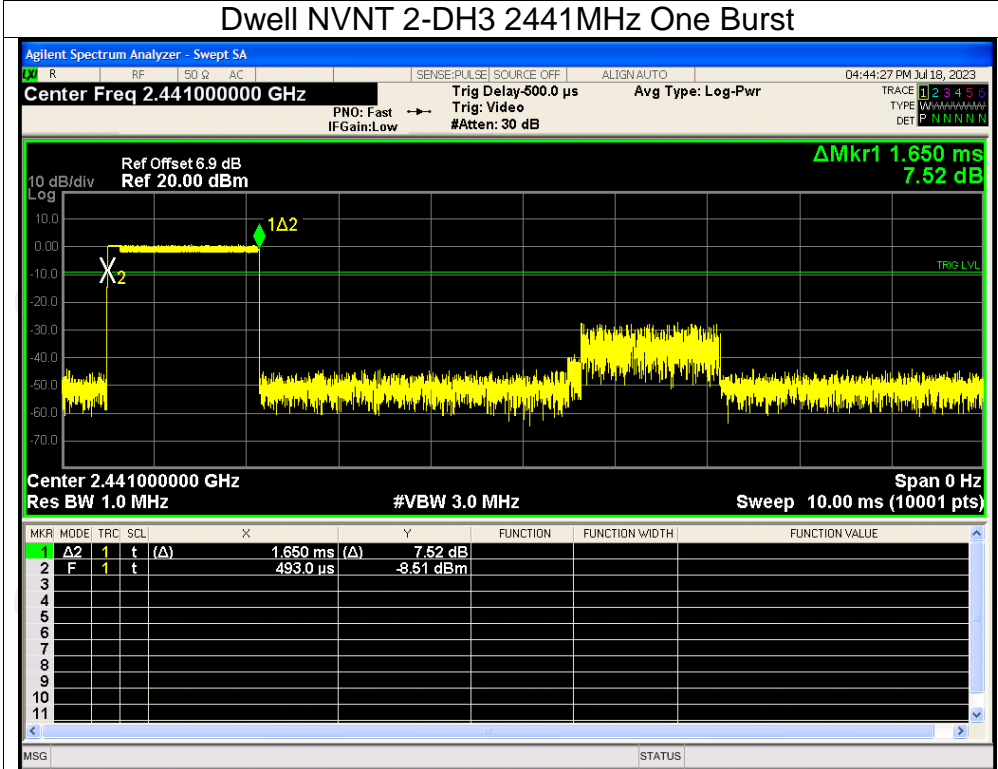 Dwell NVNT 2-DH3 2441MHz One Burst
Agilent Spectrum Analyzer - Swept SA
LXI R RF 50 Ω AC SENSE:PULSE SOURCE OFF ALIGN AUTO 04:44:27 PM Jul 18, 2023
Center Freq 2.441000000 GHz
PNO: Fast
IFGain:Low
Trig Delay-500.0 µs
Trig: Video
#Atten: 30 dB
Avg Type: Log-Pwr
TRACE 1 2 3 4 5 6
TYPE W
DET P N N N N N
ΔMkr1 1.650 ms
7.52 dB
Ref Offset 6.9 dB
10 dB/div Ref 20.00 dBm
Log
10.0
0.00
-10.0
-20.0
-30.0
-40.0
-50.0
-60.0
-70.0
1Δ2
X2
TRIG LVL
Center 2.441000000 GHz Span 0 Hz
Res BW 1.0 MHz #VBW 3.0 MHz Sweep 10.00 ms (10001 pts)
MKR MODE TRC SCL X Y FUNCTION FUNCTION WIDTH FUNCTION VALUE
1 Δ2 1 t (Δ) 1.650 ms (Δ) 7.52 dB
2 F 1 t 493.0 µs -8.51 dBm
3
4
5
6
7
8
9
10
11
MSG STATUS